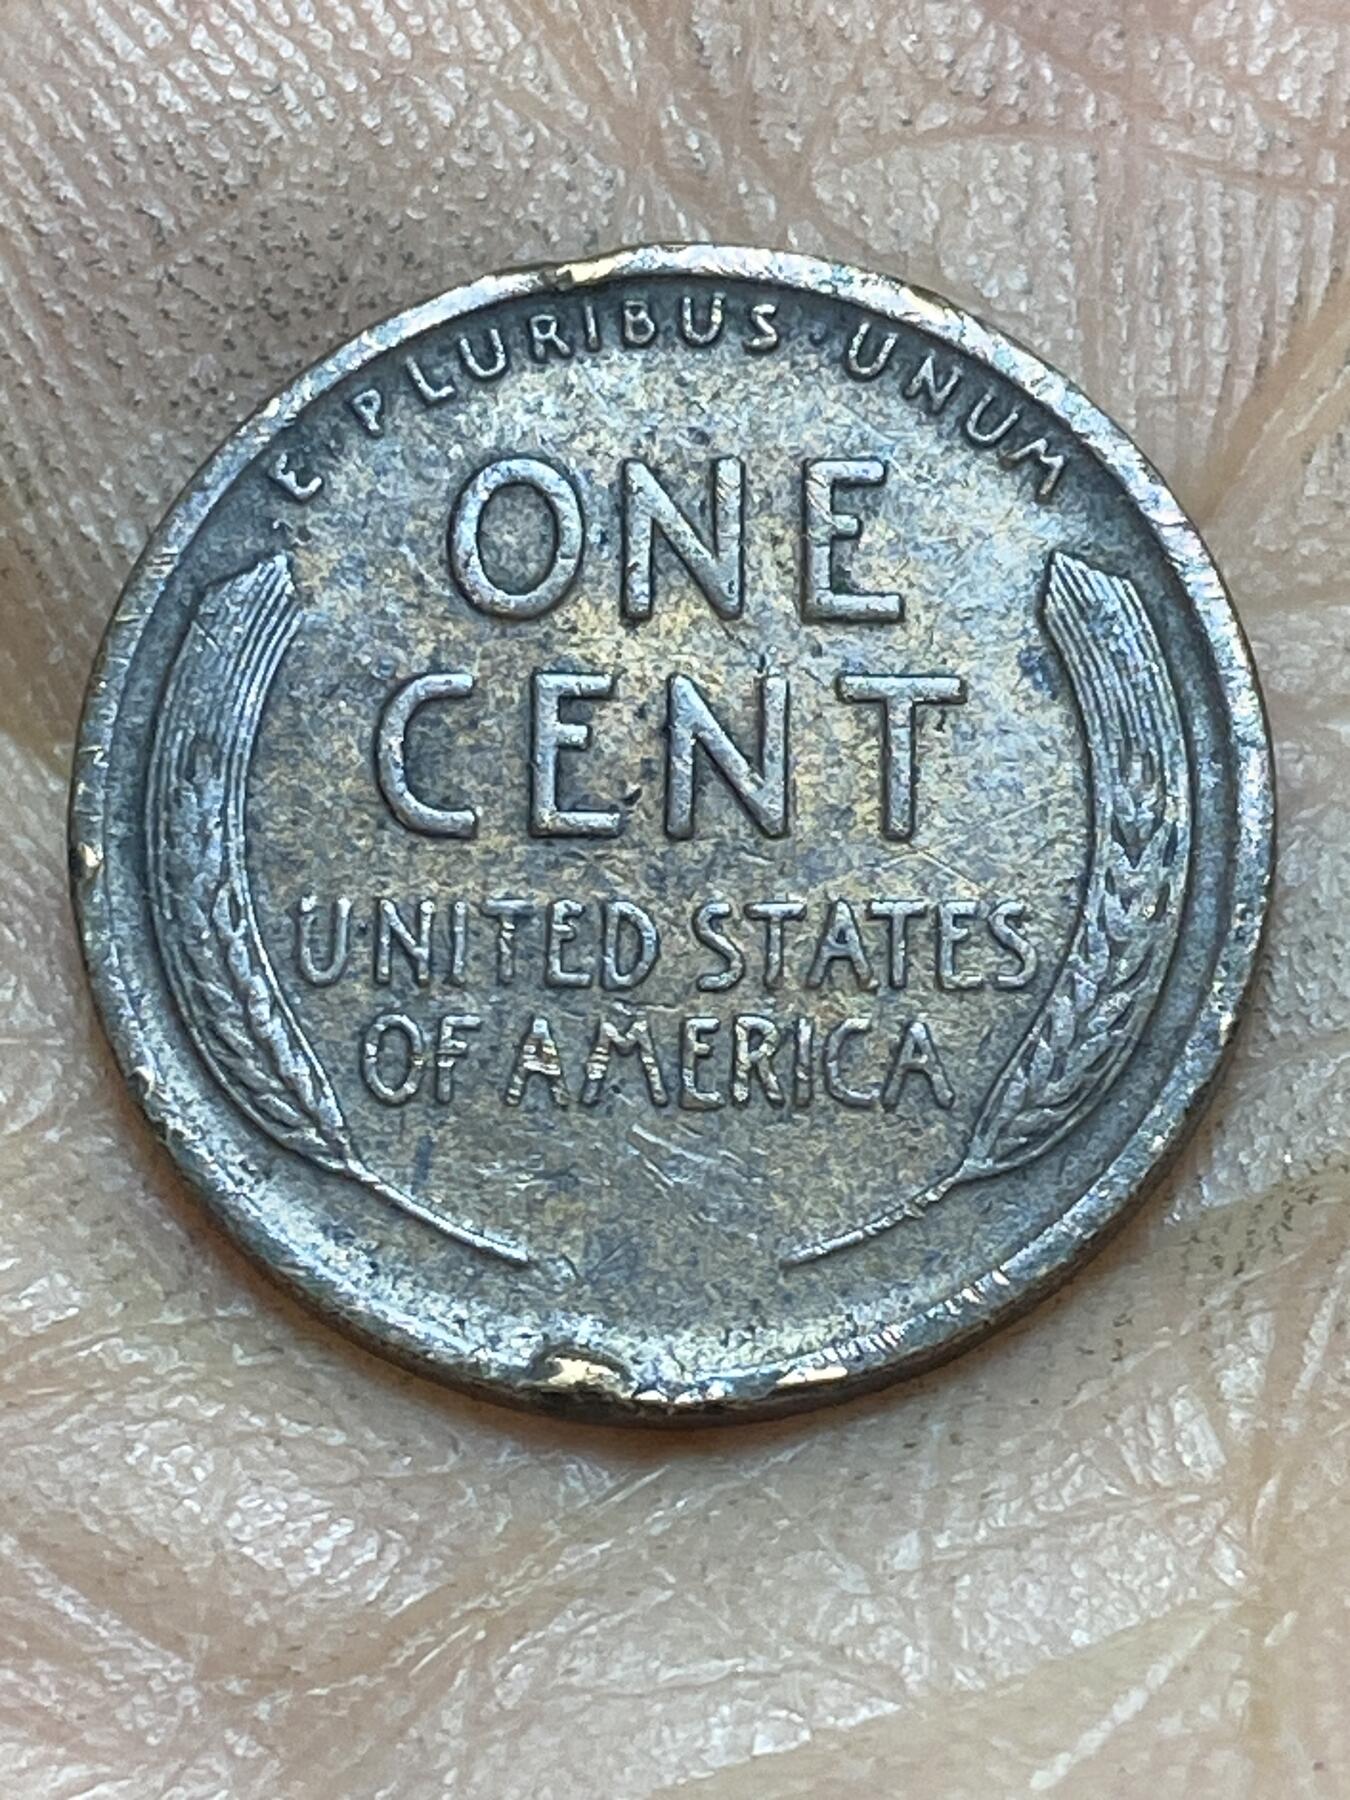 E·PLURIBUS·UNUM
ONE
CENT
UNITED STATES
OF AMERICA